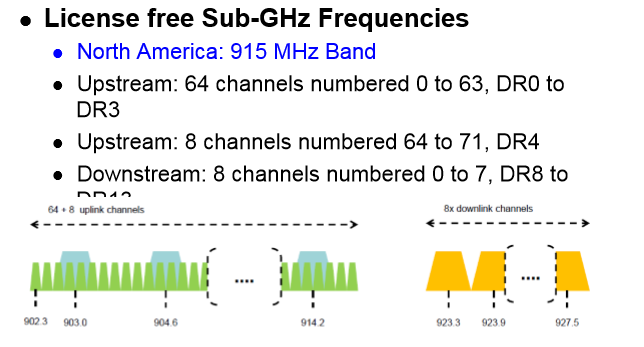 License free Sub-GHz Frequencies
North America: 915 MHz Band
Upstream: 64 channels numbered 0 to 63, DR0 to
DR3
Upstream: 8 channels numbered 64 to 71, DR4
Downstream: 8 channels numbered 0 to 7, DR8 to
64 + 8 uplink channels
8x downlink channels
....
....
902.3 903.0 904.6 914.2 923.3 923.9 927.5